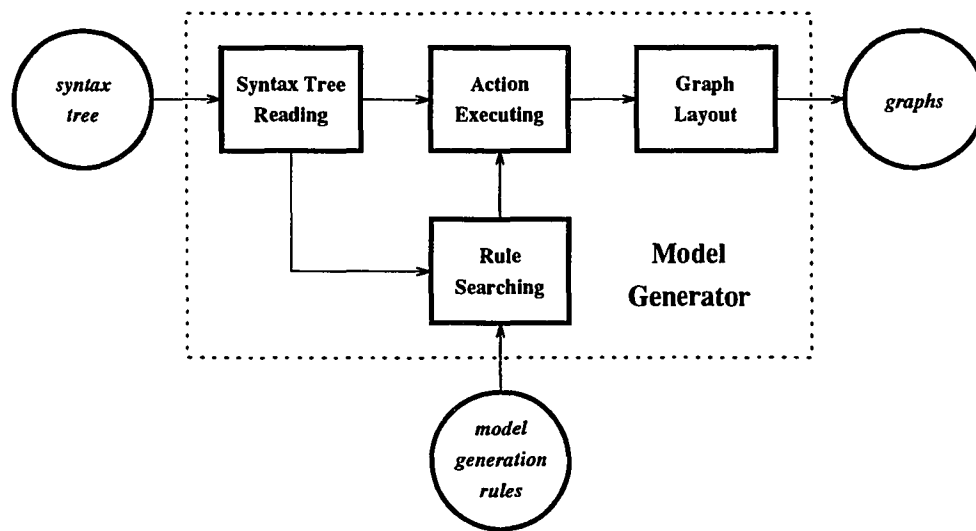 syntax
tree
Syntax Tree
Reading
Action
Executing
Graph
Layout
graphs
Rule
Searching
Model
Generator
model
generation
rules